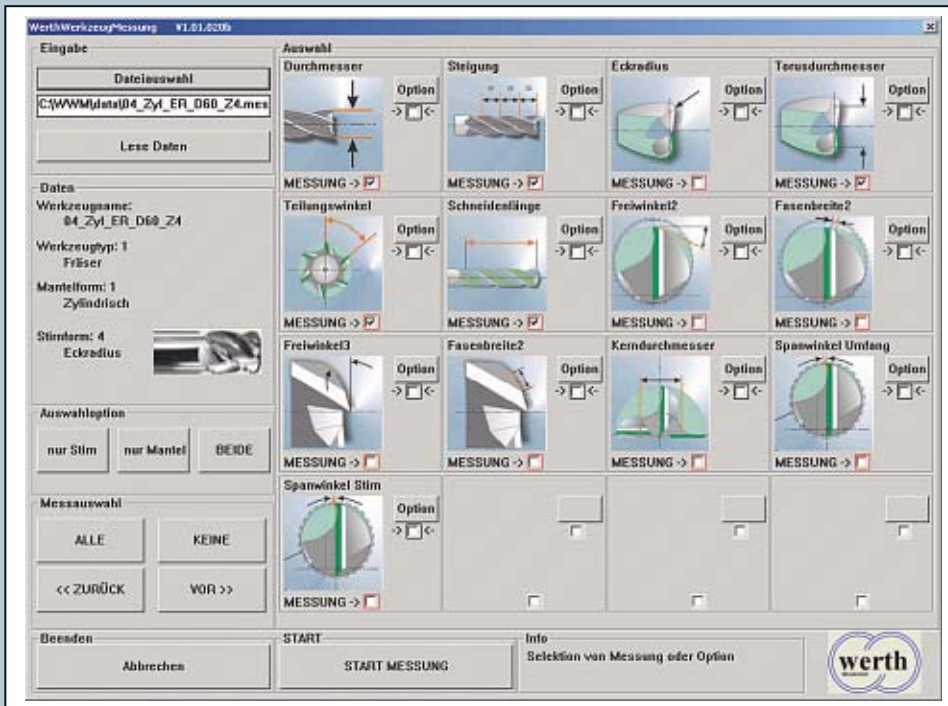 WerthWerkzeugMessung V1.01.020b
Eingabe
Dateiauswahl
C:\WWM\data\04_Zyl_ER_D60_Z4.mes
Lese Daten
Daten
Werkzeugname:
04_Zyl_ER_D60_Z4
Werkzeugtyp: 1
Fräser
Mantelform: 1
Zylindrisch
Stirnform: 4
Eckradius
Auswahloption
nur Stirn nur Mantel BEIDE
Messauswahl
ALLE KEINE
<< ZURÜCK VOR >>
Beenden
Abbrechen
Auswahl
Durchmesser Steigung Eckradius Torusdurchmesser
Option Option Option Option
-> <- -> <- -> <- -> <-
MESSUNG -> MESSUNG -> MESSUNG -> MESSUNG ->
Teilungswinkel Schneidenlänge Freiwinkel2 Fasenbreite2
Option Option Option Option
-> <- -> <- -> <- -> <-
MESSUNG -> MESSUNG -> MESSUNG -> MESSUNG ->
Freiwinkel3 Fasenbreite2 Kerndurchmesser Spanwinkel Umfang
Option Option Option Option
-> <- -> <- -> <- -> <-
MESSUNG -> MESSUNG -> MESSUNG -> MESSUNG ->
Spanwinkel Stirn
Option
-> <-
MESSUNG ->
START
START MESSUNG
Info
Selektion von Messung oder Option
werth